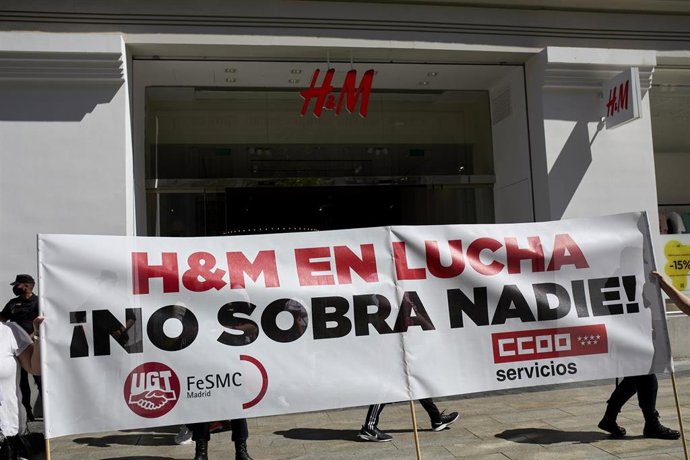 H&M
H&M
H&M EN LUCHA
¡NO SOBRA NADIE!
UGT
FeSMC
Madrid
CCOO
servicios
-15%